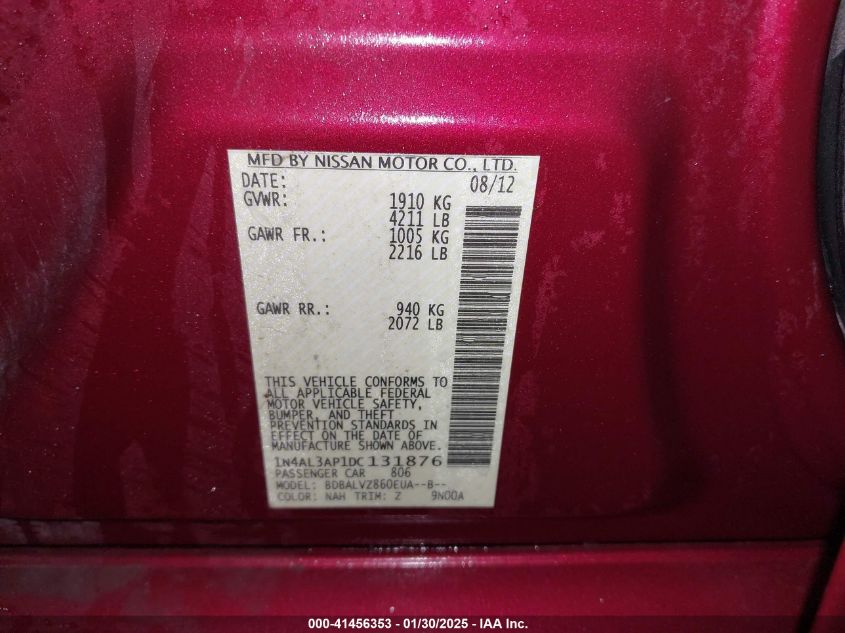 MFD BY NISSAN MOTOR CO., LTD.
DATE: 08/12
GVWR: 1910 KG
4211 LB
GAWR FR.: 1005 KG
2216 LB
GAWR RR.: 940 KG
2072 LB
THIS VEHICLE CONFORMS TO
ALL APPLICABLE FEDERAL
MOTOR VEHICLE SAFETY,
BUMPER, AND THEFT
PREVENTION STANDARDS IN
EFFECT ON THE DATE OF
MANUFACTURE SHOWN ABOVE.
1N4AL3AP1DC131876
PASSENGER CAR 806
MODEL: BDBALVZ860EUA--B--
COLOR: NAH TRIM: Z 9N00A
000-41456353 - 01/30/2025 - IAA Inc.